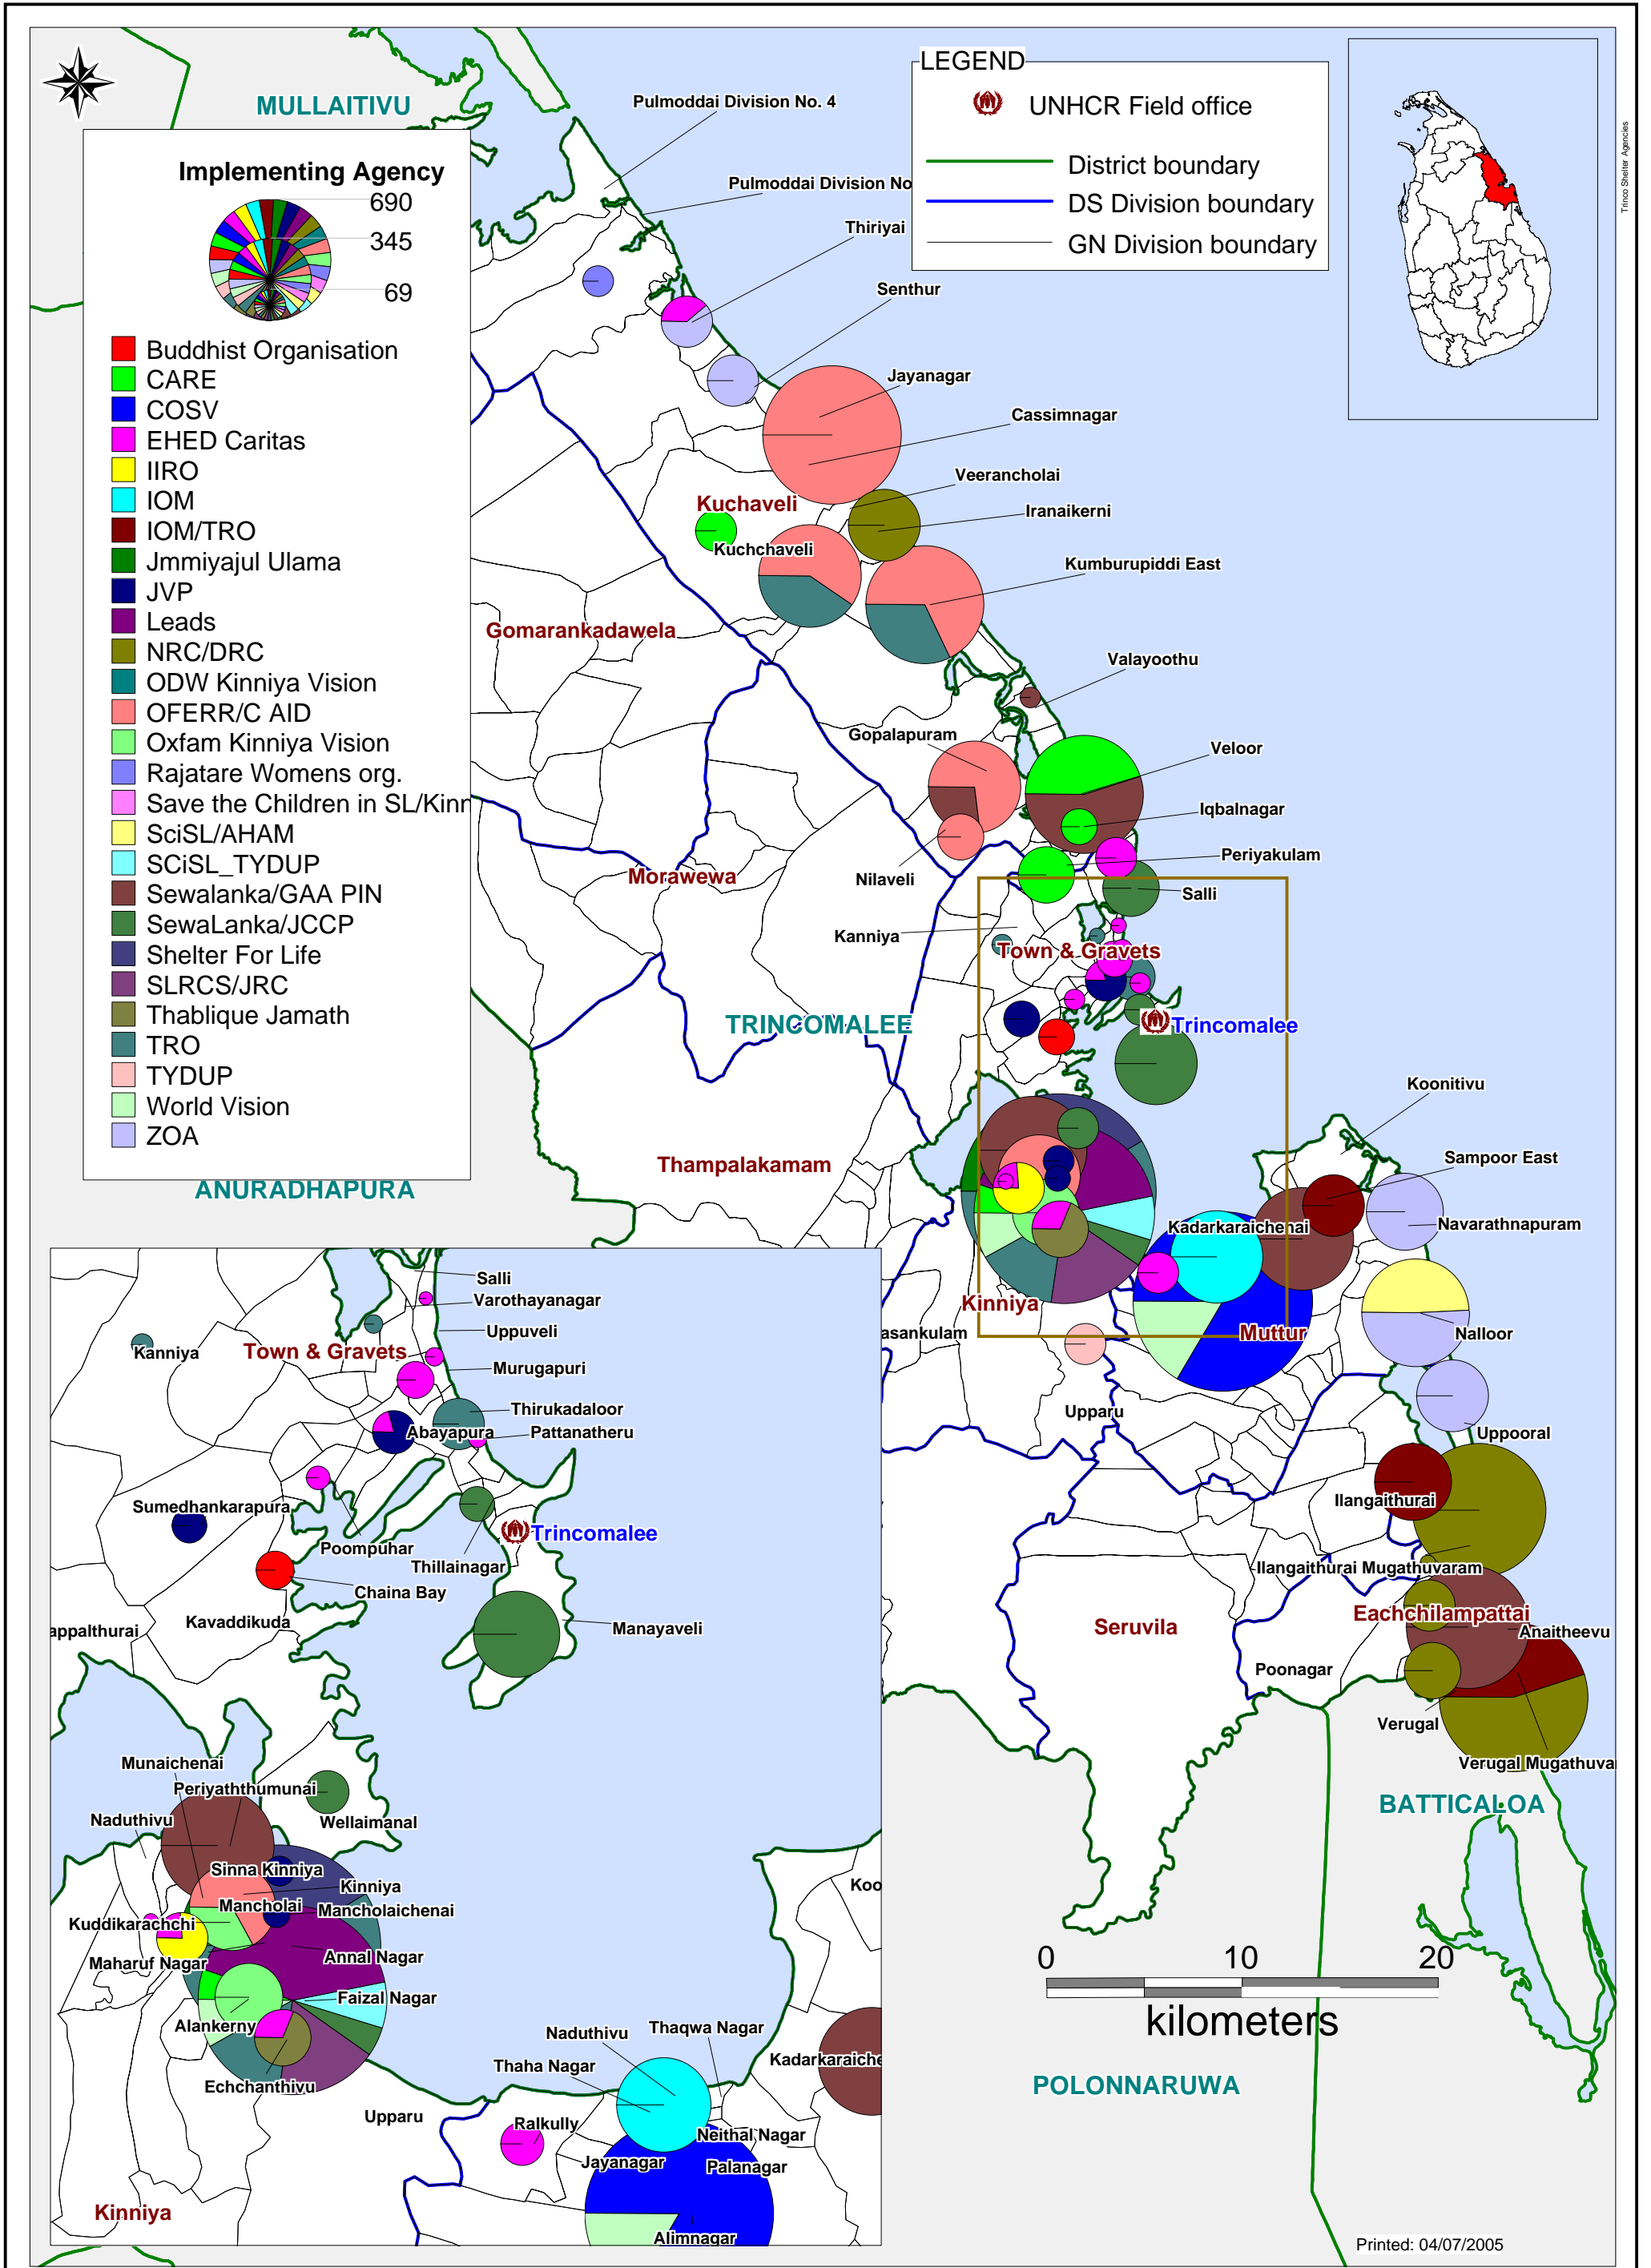 LEGEND
UNHCR Field office
District boundary
DS Division boundary
GN Division boundary
Trinco Shelter Agencies
MULLAITIVU
Pulmoddai Division No. 4
Pulmoddai Division No
Thiriyai
Senthur
Implementing Agency
690
345
69
Buddhist Organisation
CARE
COSV
EHED Caritas
IIRO
IOM
IOM/TRO
Jmmiyajul Ulama
JVP
Leads
NRC/DRC
ODW Kinniya Vision
OFERR/C AID
Oxfam Kinniya Vision
Rajatare Womens org.
Save the Children in SL/Kinn
SciSL/AHAM
SCiSL_TYDUP
Sewalanka/GAA PIN
SewaLanka/JCCP
Shelter For Life
SLRCS/JRC
Thablique Jamath
TRO
TYDUP
World Vision
ZOA
ANURADHAPURA
Jayanagar
Cassimnagar
Veerancholai
Kuchaveli
Iranaikerni
Kuchchaveli
Kumburupiddi East
Gomarankadawela
Valayoothu
Gopalapuram
Veloor
Iqbalnagar
Periyakulam
Morawewa
Nilaveli
Salli
Kanniya
Town & Gravets
TRINCOMALEE
Trincomalee
Koonitivu
Sampoor East
Thampalakamam
Navarathnapuram
Kadarkaraichenai
Kinniya
asankulam
Muttur
Nalloor
Upparu
Uppooral
Ilangaithurai
Ilangaithurai Mugathuvaram
Eachchilampattai
Seruvila
Anaitheevu
Poonagar
Verugal
Verugal Mugathuva
BATTICALOA
0 10 20
kilometers
POLONNARUWA
Printed: 04/07/2005
Salli
Varothayanagar
Uppuveli
Kanniya
Town & Gravets
Murugapuri
Thirukadaloor
Abayapura
Pattanatheru
Sumedhankarapura
Trincomalee
Poompuhar
Thillainagar
Chaina Bay
Kavaddikuda
Manayaveli
appalthurai
Munaichenai
Periyaththumunai
Naduthivu
Wellaimanal
Sinna Kinniya
Kinniya
Koo
Mancholai
Mancholaichenai
Kuddikarachchi
Annal Nagar
Maharuf Nagar
Faizal Nagar
Alankerny
Naduthivu
Thaqwa Nagar
Thaha Nagar
Kadarkaraiche
Echchanthivu
Upparu
Ralkully
Neithal Nagar
Jayanagar
Palanagar
Kinniya
Alimnagar